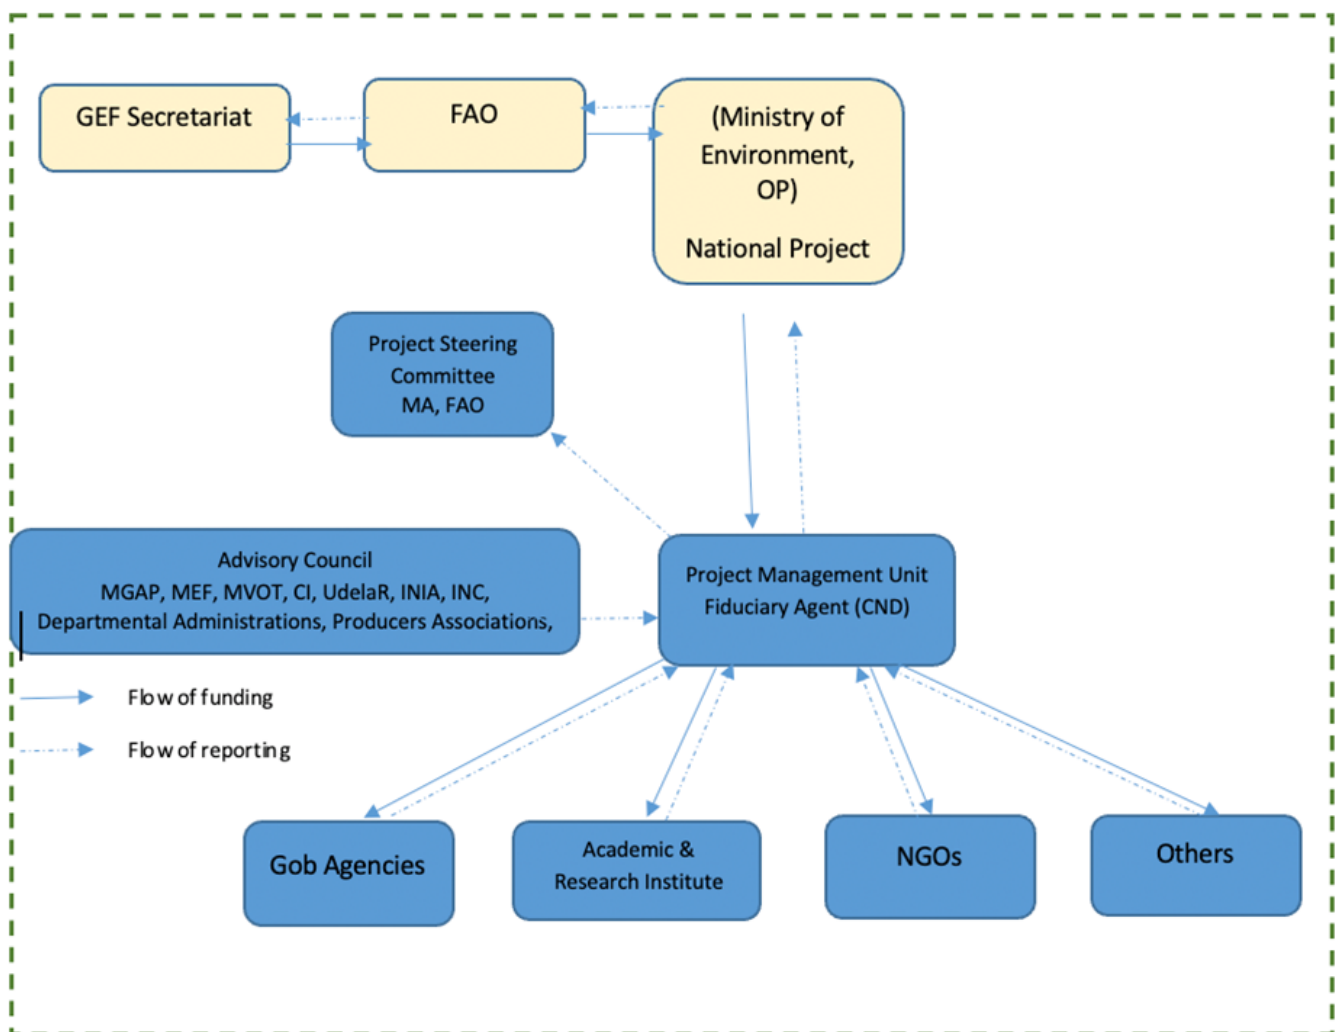 GEF Secretariat
FAO
(Ministry of
Environment,
OP)
National Project
Project Steering
Committee
MA, FAO
Advisory Council
MGAP, MEF, MVOT, CI, UdelaR, INIA, INC,
Departmental Administrations, Producers Associations,
Project Management Unit
Fiduciary Agent (CND)
Flow of funding
Flow of reporting
Gob Agencies
Academic &
Research Institute
NGOs
Others